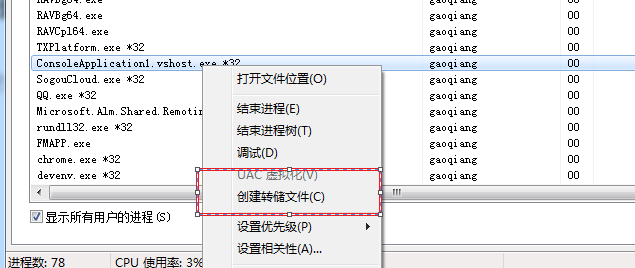 RAVBg64.exe gaoqiang 00
RAVBg64.exe gaoqiang 00
RAVCpl64.exe gaoqiang 00
TXPlatform.exe *32 gaoqiang 00
ConsoleApplication1.vshost.exe *32 gaoqiang 00
SogouCloud.exe *32 gaoqiang 00
QQ.exe *32 gaoqiang 00
Microsoft.Alm.Shared.Remotin gaoqiang 00
rundll32.exe *32 gaoqiang 00
FMAPP.exe gaoqiang 00
chrome.exe *32 gaoqiang 00
devenv.exe *32 gaoqiang 00
打开文件位置(O)
结束进程(E)
结束进程树(T)
调试(D)
UAC 虚拟化(V)
创建转储文件(C)
设置优先级(P)
设置相关性(A)...
显示所有用户的进程(S)
进程数: 78 CPU 使用率: 3%